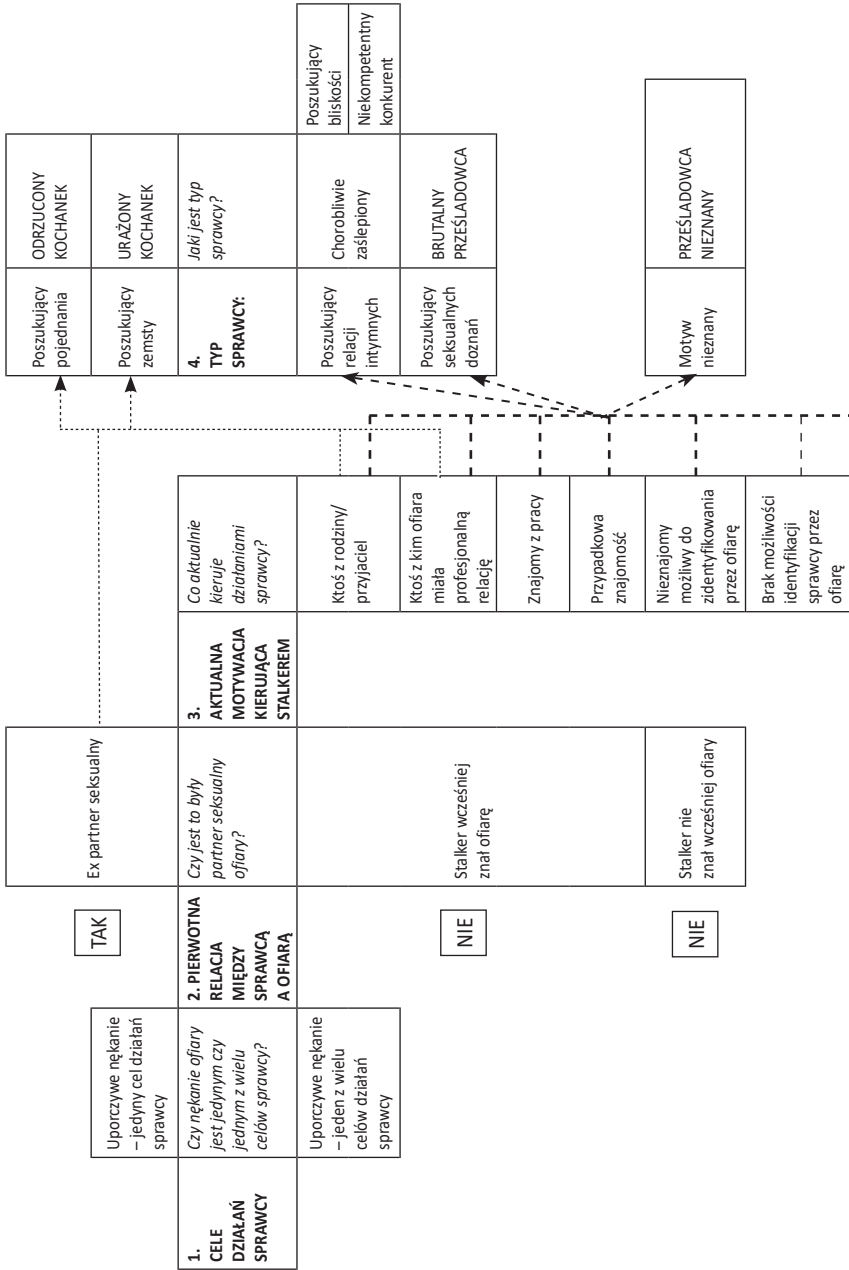 1.
CELE
DZIAŁAŃ
SPRAWCY
Uporczywe nękanie
– jedyny cel działań
sprawcy
Czy nękanie ofiary
jest jedynym czy
jednym z wielu
celów sprawcy?
Uporczywe nękanie
– jeden z wielu
celów działań
sprawcy
TAK
2. PIERWOTNA
RELACJA
MIĘDZY
SPRAWCĄ
A OFIARĄ
NIE
NIE
Ex partner seksualny
Czy jest to były
partner seksualny
ofiary?
Stalker wcześniej
znał ofiarę
Stalker nie
znał wcześniej ofiary
3.
AKTUALNA
MOTYWACJA
KIERUJĄCA
STALKEREM
Co aktualnie
kieruje
działaniami
sprawcy?
Ktoś z rodziny/
przyjaciel
Ktoś z kim ofiara
miała
profesjonalną
relację
Znajomy z pracy
Przypadkowa
znajomość
Nieznajomy
możliwy do
zidentyfikowania
przez ofiarę
Brak możliwości
identyfikacji
sprawcy przez
ofiarę
Poszukujący
pojednania
Poszukujący
zemsty
4.
TYP
SPRAWCY:
Poszukujący
relacji
intymnych
Poszukujący
seksualnych
doznań
Motyw
nieznany
ODRZUCONY
KOCHANEK
URAŻONY
KOCHANEK
Jaki jest typ
sprawcy?
Chorobliwie
zaślepiony
BRUTALNY
PRZEŚLADOWCA
PRZEŚLADOWCA
NIEZNANY
Poszukujący
bliskości
Niekompetentny
konkurent